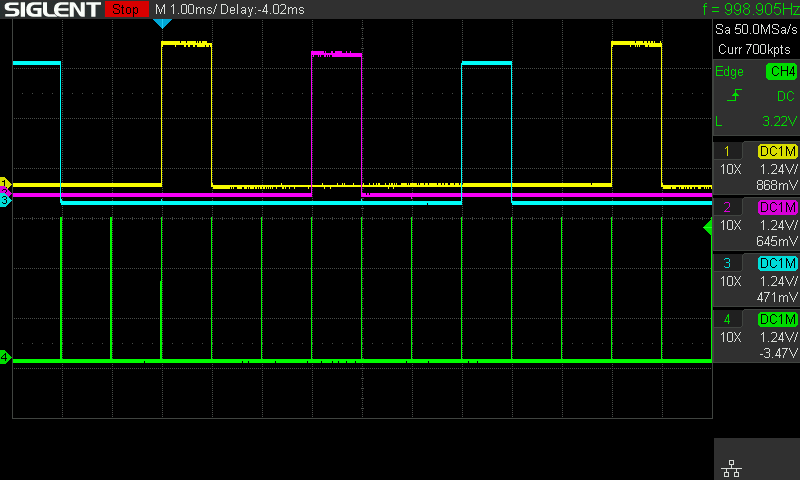 SIGLENT Stop M 1.00ms/ Delay:-4.02ms f = 998.905Hz
Sa 50.0MSa/s
Curr 700kpts
Edge CH4
DC
L 3.22V
1 DC1M
10X 1.24V/
868mV
2 DC1M
10X 1.24V/
645mV
3 DC1M
10X 1.24V/
471mV
4 DC1M
10X 1.24V/
-3.47V
1
3
4